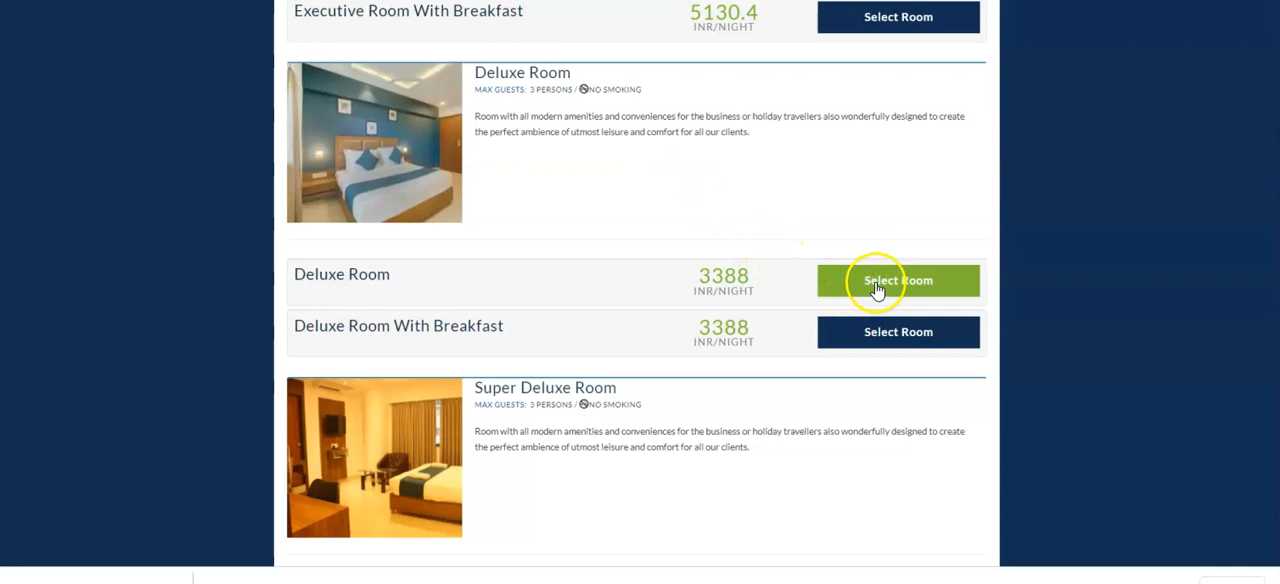 Executive Room With Breakfast
5130.4
INR/NIGHT
Select Room
Deluxe Room
MAX GUESTS: 3 PERSONS / NO SMOKING
Room with all modern amenities and conveniences for the business or holiday travellers also wonderfully designed to create
the perfect ambience of utmost leisure and comfort for all our clients.
Deluxe Room
3388
INR/NIGHT
Select Room
Deluxe Room With Breakfast
3388
INR/NIGHT
Select Room
Super Deluxe Room
MAX GUESTS: 3 PERSONS / NO SMOKING
Room with all modern amenities and conveniences for the business or holiday travellers also wonderfully designed to create
the perfect ambience of utmost leisure and comfort for all our clients.